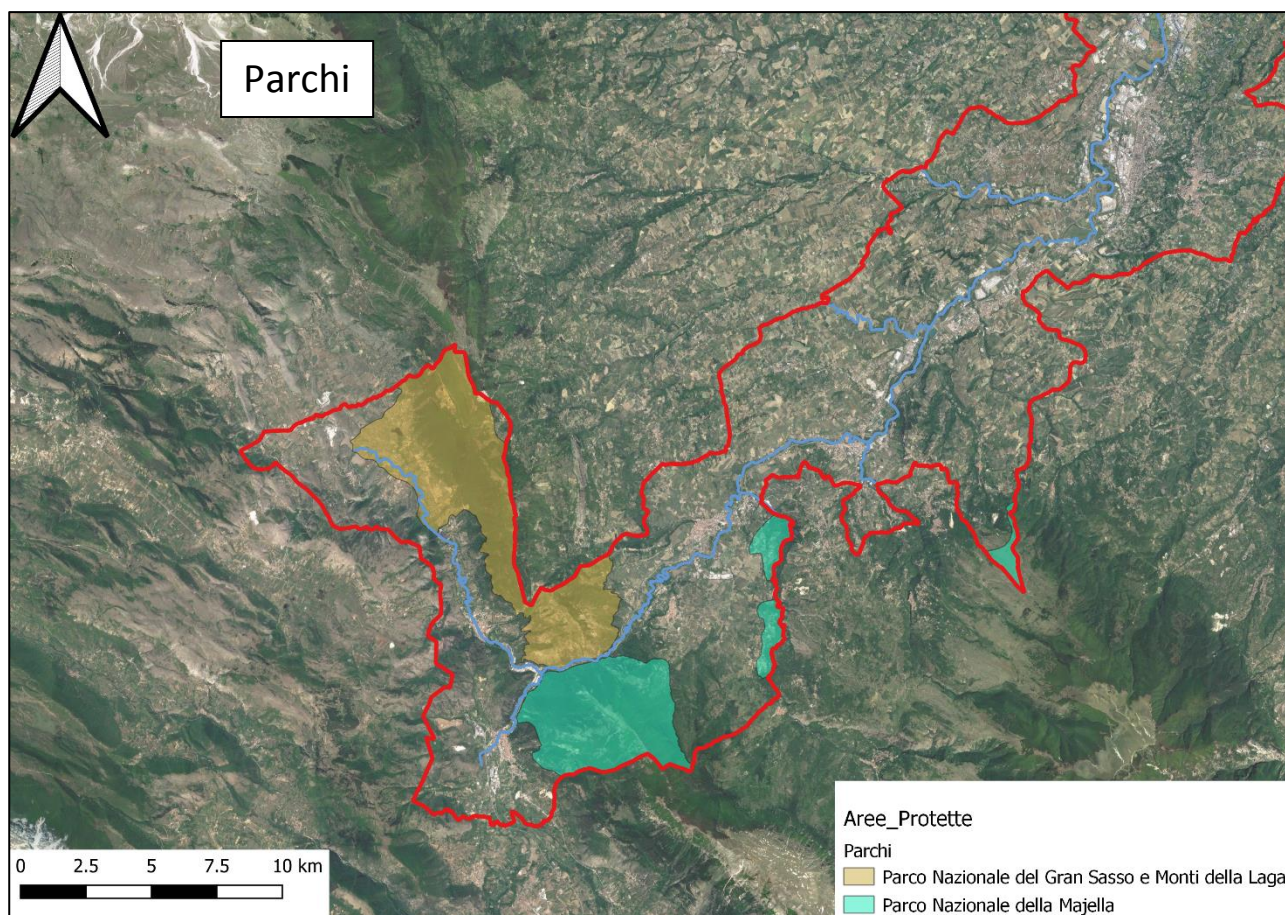 Parchi
0 2.5 5 7.5 10 km
Aree_Protette
Parchi
Parco Nazionale del Gran Sasso e Monti della Laga
Parco Nazionale della Majella